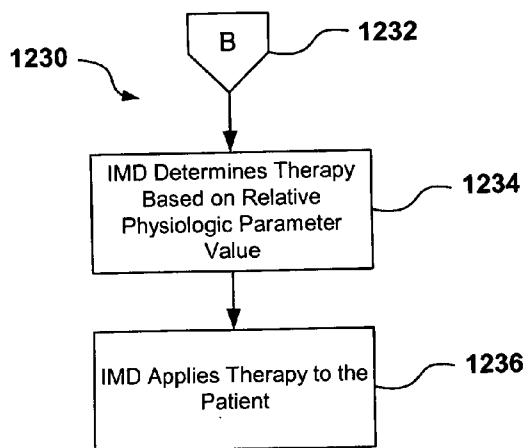 B
1232
1230
IMD Determines Therapy
Based on Relative
Physiologic Parameter
Value
1234
IMD Applies Therapy to the
Patient
1236